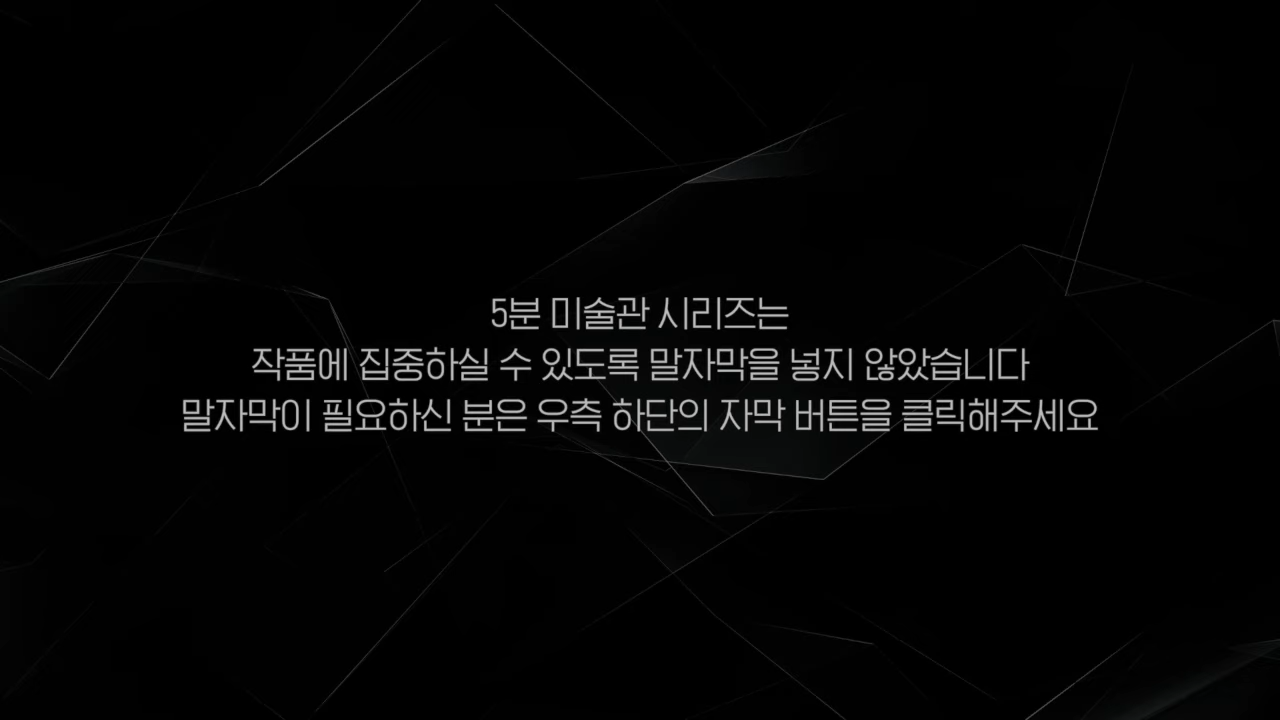 5분 미술관 시리즈는
작품에 집중하실 수 있도록 말자막을 넣지 않았습니다
말자막이 필요하신 분은 우측 하단의 자막 버튼을 클릭해주세요